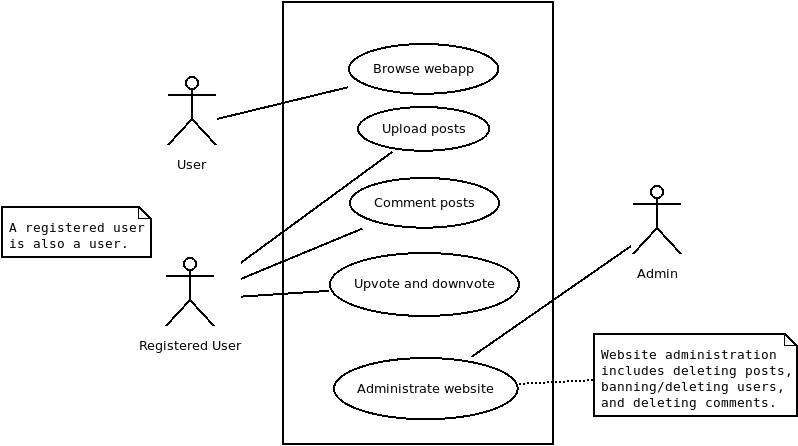 Browse webapp
Upload posts
User
Comment posts
A registered user
is also a user.
Admin
Upvote and downvote
Registered User
Website administration
includes deleting posts,
banning/deleting users,
and deleting comments.
Administrate website